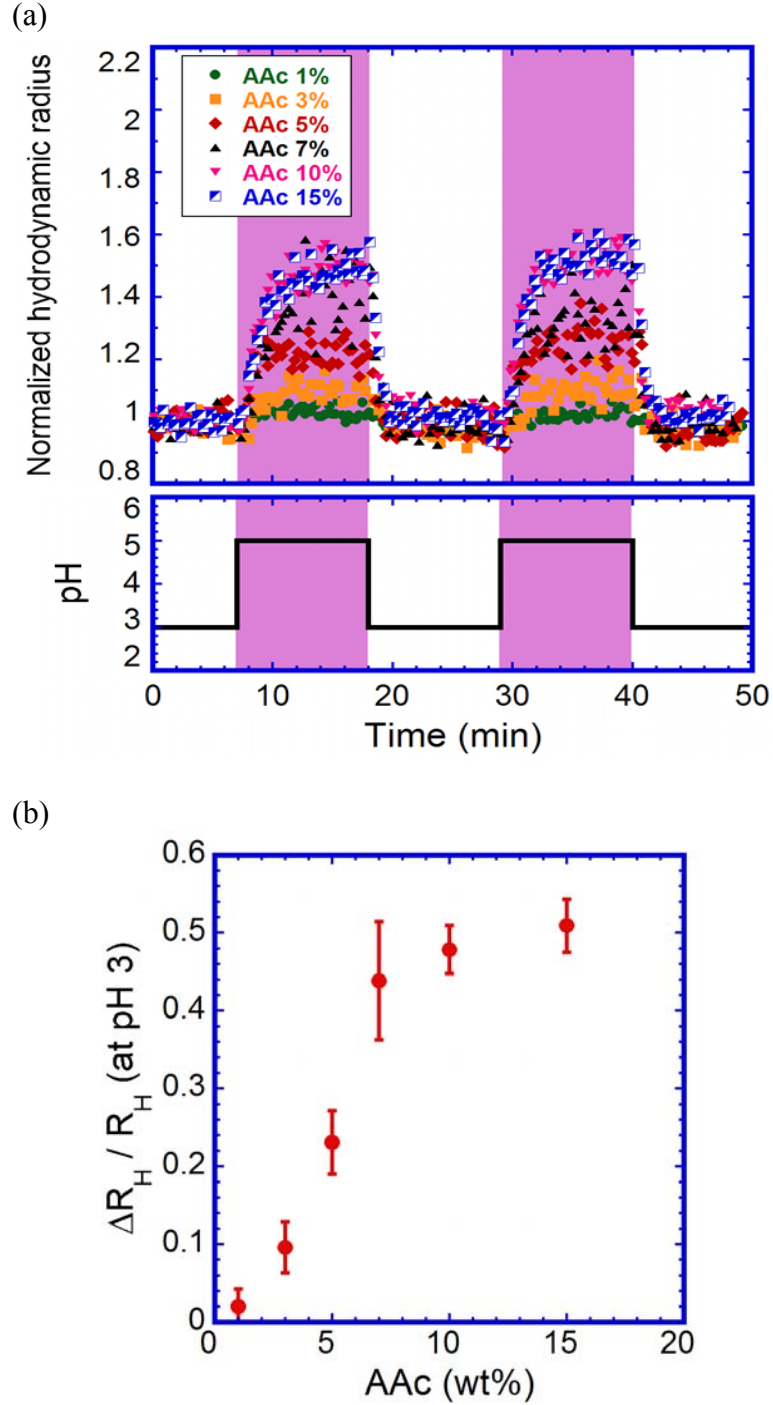 (a)
Normalized hydrodynamic radius
2.2
2
1.8
1.6
1.4
1.2
1
0.8
AAc 1%
AAc 3%
AAc 5%
AAc 7%
AAc 10%
AAc 15%
pH
6
5
4
3
2
0 10 20 30 40 50
Time (min)
(b)
ΔR_H / R_H (at pH 3)
0.6
0.5
0.4
0.3
0.2
0.1
0
0 5 10 15 20
AAc (wt%)